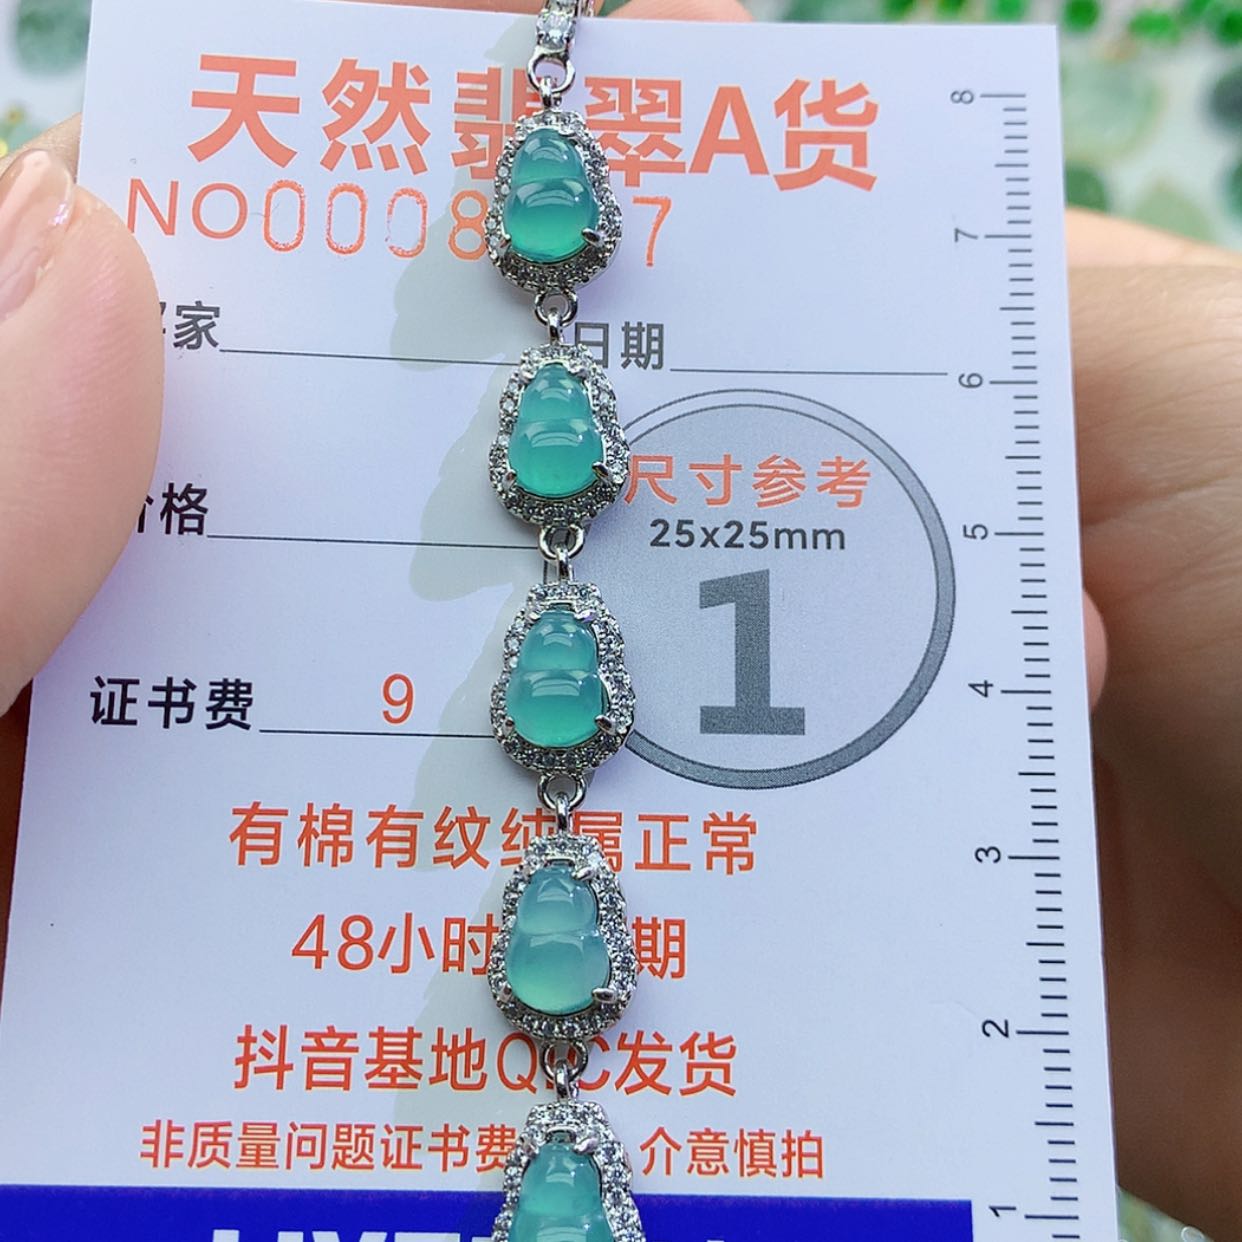 天然翡翠A货
NO0008 7
家
日期
尺寸参考
25x25mm
1
价格
证书费 9
有棉有纹纯属正常
48小时 期
抖音基地QIC发货
非质量问题证书费 介意慎拍
8
7
6
5
4
3
2
1